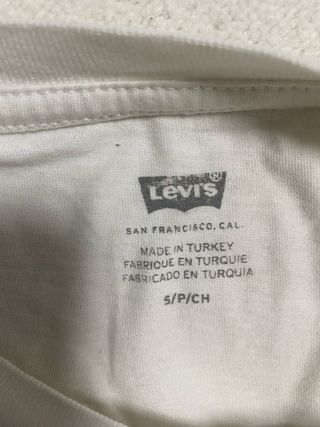 Levi's®
SAN FRANCISCO, CAL.
MADE IN TURKEY
FABRIQUE EN TURQUIE
FABRICADO EN TURQUIA
S/P/CH